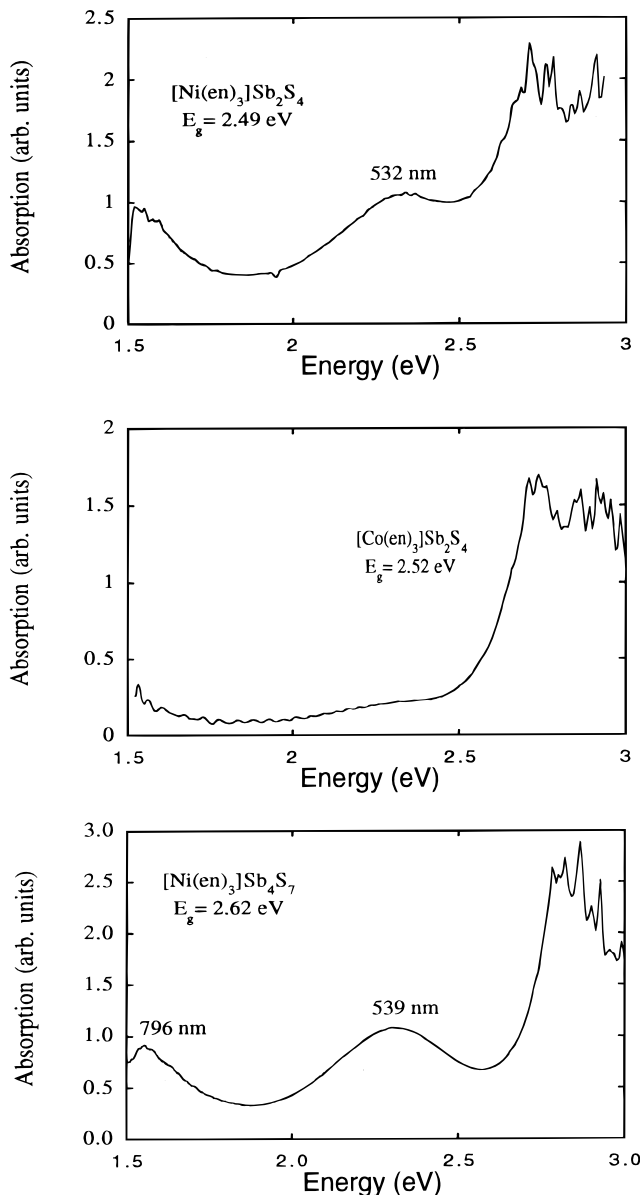 2.5
[Ni(en)₃]Sb₂S₄
E_g = 2.49 eV
532 nm
2
1.5
1
0.5
0
Absorption (arb. units)
1.5
2
2.5
3
Energy (eV)
2
[Co(en)₃]Sb₂S₄
E_g = 2.52 eV
1.5
1
0.5
0
Absorption (arb. units)
1.5
2
2.5
3
Energy (eV)
3.0
[Ni(en)₃]Sb₄S₇
E_g = 2.62 eV
796 nm
539 nm
2.5
2.0
1.5
1.0
0.5
0.0
Absorption (arb. units)
1.5
2.0
2.5
3.0
Energy (eV)